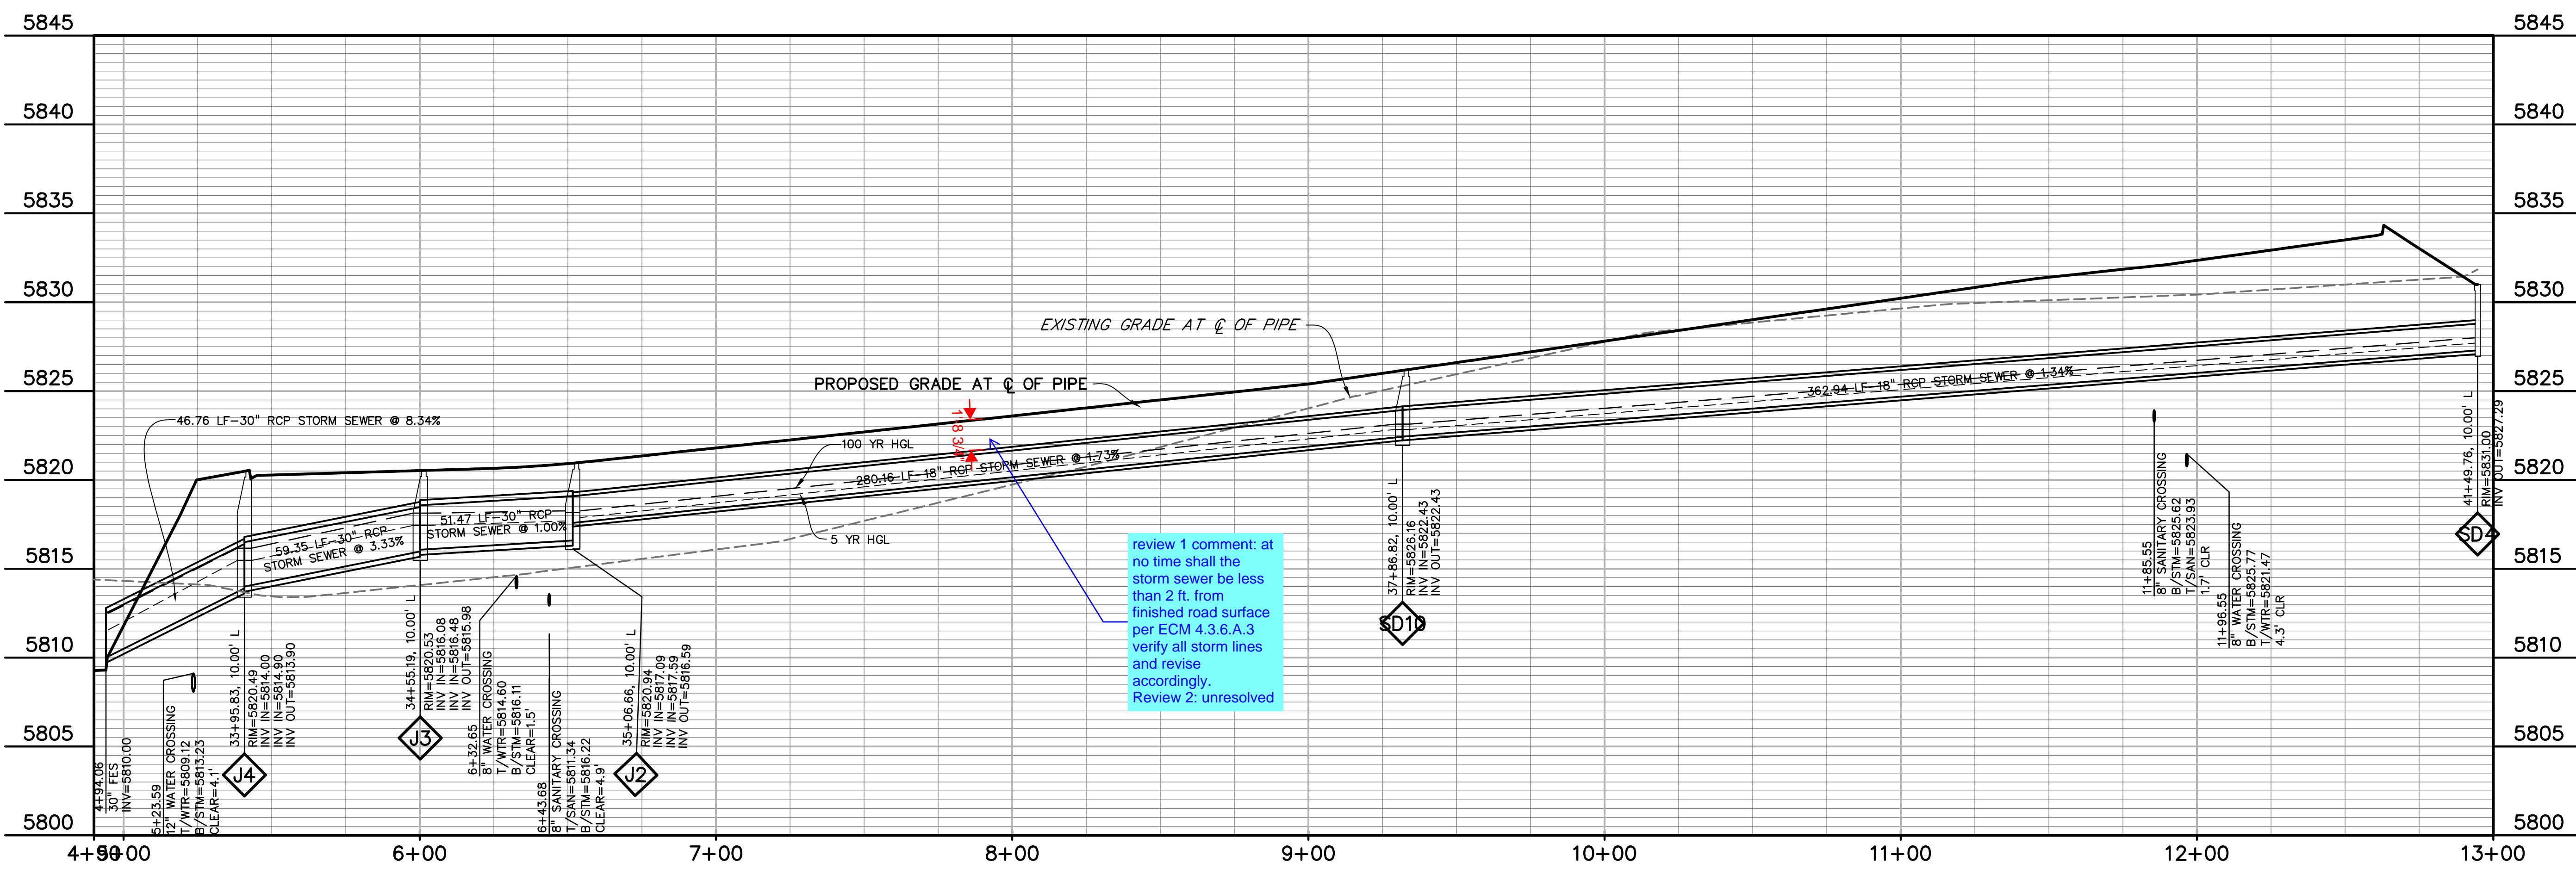 5845
5840
5835
5830
5825
5820
5815
5810
5805
5800
5845
5840
5835
5830
5825
5820
5815
5810
5805
5800
EXISTING GRADE AT ℄ OF PIPE
PROPOSED GRADE AT ℄ OF PIPE
46.76 LF-30" RCP STORM SEWER @ 8.34%
100 YR HGL
5 YR HGL
1'8 3/4"
59.35 LF-30" RCP
STORM SEWER @ 3.33%
51.47 LF-30" RCP
STORM SEWER @ 1.00%
280.16 LF-18" RCP STORM SEWER @ 1.73%
362.94 LF-18" RCP STORM SEWER @ 1.34%
review 1 comment: at
no time shall the
storm sewer be less
than 2 ft. from
finished road surface
per ECM 4.3.6.A.3
verify all storm lines
and revise
accordingly.
Review 2: unresolved
4+94.06
30" FES
INV=5810.00
5+23.59
12" WATER CROSSING
T/WTR=5809.12
B/STM=5813.23
CLEAR=4.1'
33+95.83, 10.00' L
RIM=5820.49
INV IN=5814.00
INV IN=5814.90
INV OUT=5813.90
J4
34+55.19, 10.00' L
RIM=5820.53
INV IN=5816.08
INV IN=5816.48
INV OUT=5815.98
J3
6+32.65
8" WATER CROSSING
T/WTR=5814.60
B/STM=5816.11
CLEAR=1.5'
6+43.68
8" SANITARY CROSSING
T/SAN=5811.34
B/STM=5816.22
CLEAR=4.9'
35+06.66, 10.00' L
RIM=5820.94
INV IN=5817.09
INV IN=5817.59
INV OUT=5816.59
J2
37+86.82, 10.00' L
RIM=5826.16
INV IN=5822.43
INV OUT=5822.43
SD10
11+85.55
8" SANITARY CROSSING
B/STM=5825.62
T/SAN=5823.93
1.7' CLR
11+96.55
8" WATER CROSSING
B/STM=5825.77
T/WTR=5821.47
4.3' CLR
41+49.76, 10.00' L
RIM=5831.00
INV OUT=5827.29
SD4
4+90
5+00
6+00
7+00
8+00
9+00
10+00
11+00
12+00
13+00